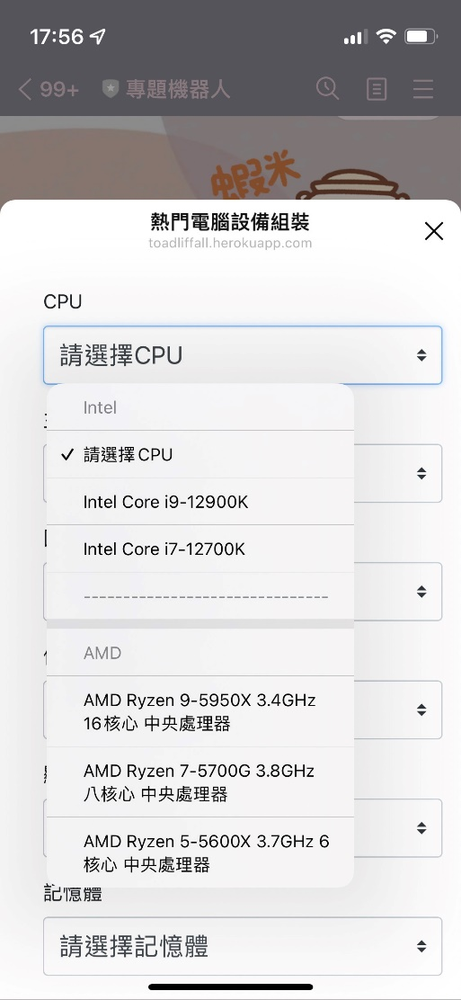 17:56
99+
專題機器人
蝦米
熱門電腦設備組裝
toadliffall.herokuapp.com
CPU
請選擇CPU
Intel
✓ 請選擇CPU
Intel Core i9-12900K
Intel Core i7-12700K
-------------------------------
AMD
AMD Ryzen 9-5950X 3.4GHz
16核心 中央處理器
AMD Ryzen 7-5700G 3.8GHz
八核心 中央處理器
AMD Ryzen 5-5600X 3.7GHz 6
核心 中央處理器
記憶體
請選擇記憶體